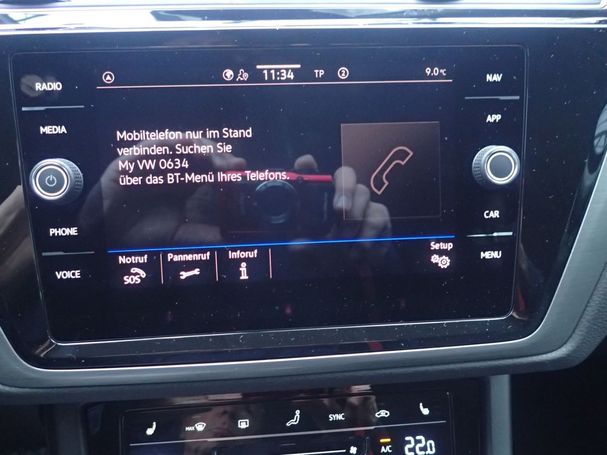 RADIO
MEDIA
PHONE
VOICE
11:34 TP 2 9.0°C
Mobiltelefon nur im Stand
verbinden. Suchen Sie
My VW 0634
über das BT-Menü Ihres Telefons.
Notruf
SOS
Pannenruf
Inforuf
i
Setup
NAV
APP
CAR
MENU
MAX
SYNC
A/C
22.0